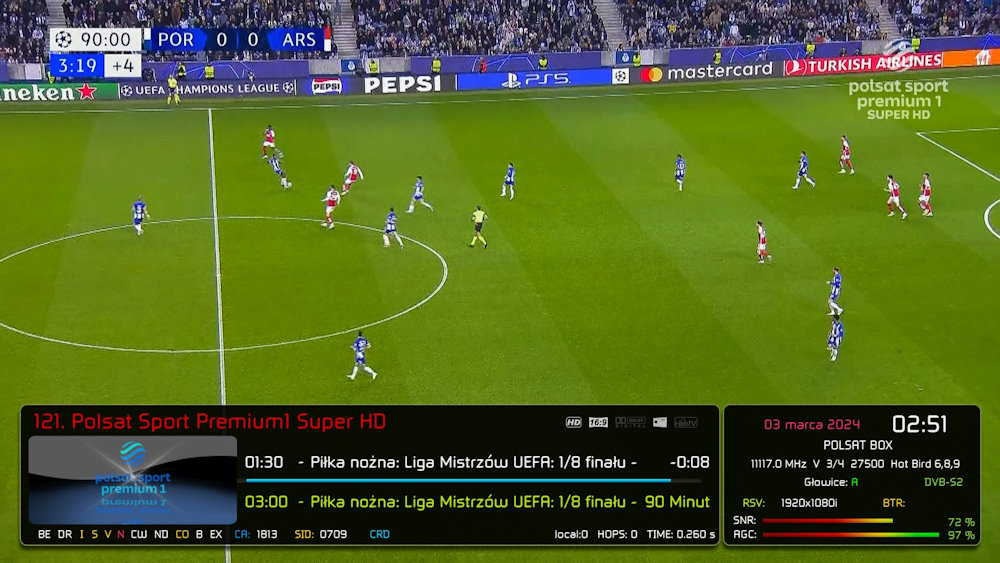 90:00 POR 0 0 ARS
3:19 +4
neken
UEFA CHAMPIONS LEAGUE
PEPSI
PEPSI
PS5
mastercard
TURKISH AIRLINES
polsat sport
premium 1
SUPER HD
121. Polsat Sport Premium1 Super HD
HD 16:9 DOLBY DIGITAL HbbTV
polsat sport
premium 1
01:30 - Piłka nożna: Liga Mistrzów UEFA: 1/8 finału - -0:08
03:00 - Piłka nożna: Liga Mistrzów UEFA: 1/8 finału - 90 Minut
BE DR I S V N CW ND CO B EX CA: 1813 SID: 0709 CRD local:0 HOPS: 0 TIME: 0.260 s
03 marca 2024 02:51
POLSAT BOX
11117.0 MHz V 3/4 27500 Hot Bird 6,8,9
Głowice: A DVB-S2
RSV: 1920x1080i BTR:
SNR: 72 %
AGC: 97 %